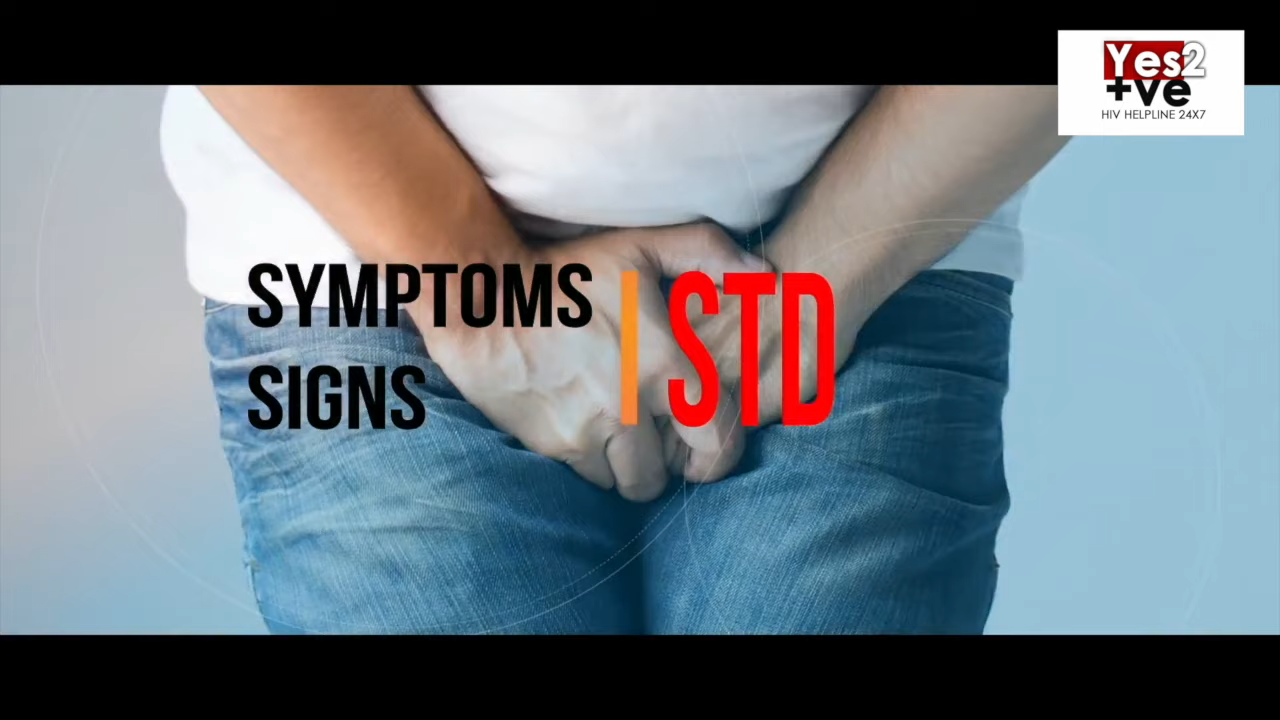 Yes2
+ve
HIV HELPLINE 24X7
SYMPTOMS
SIGNS
STD